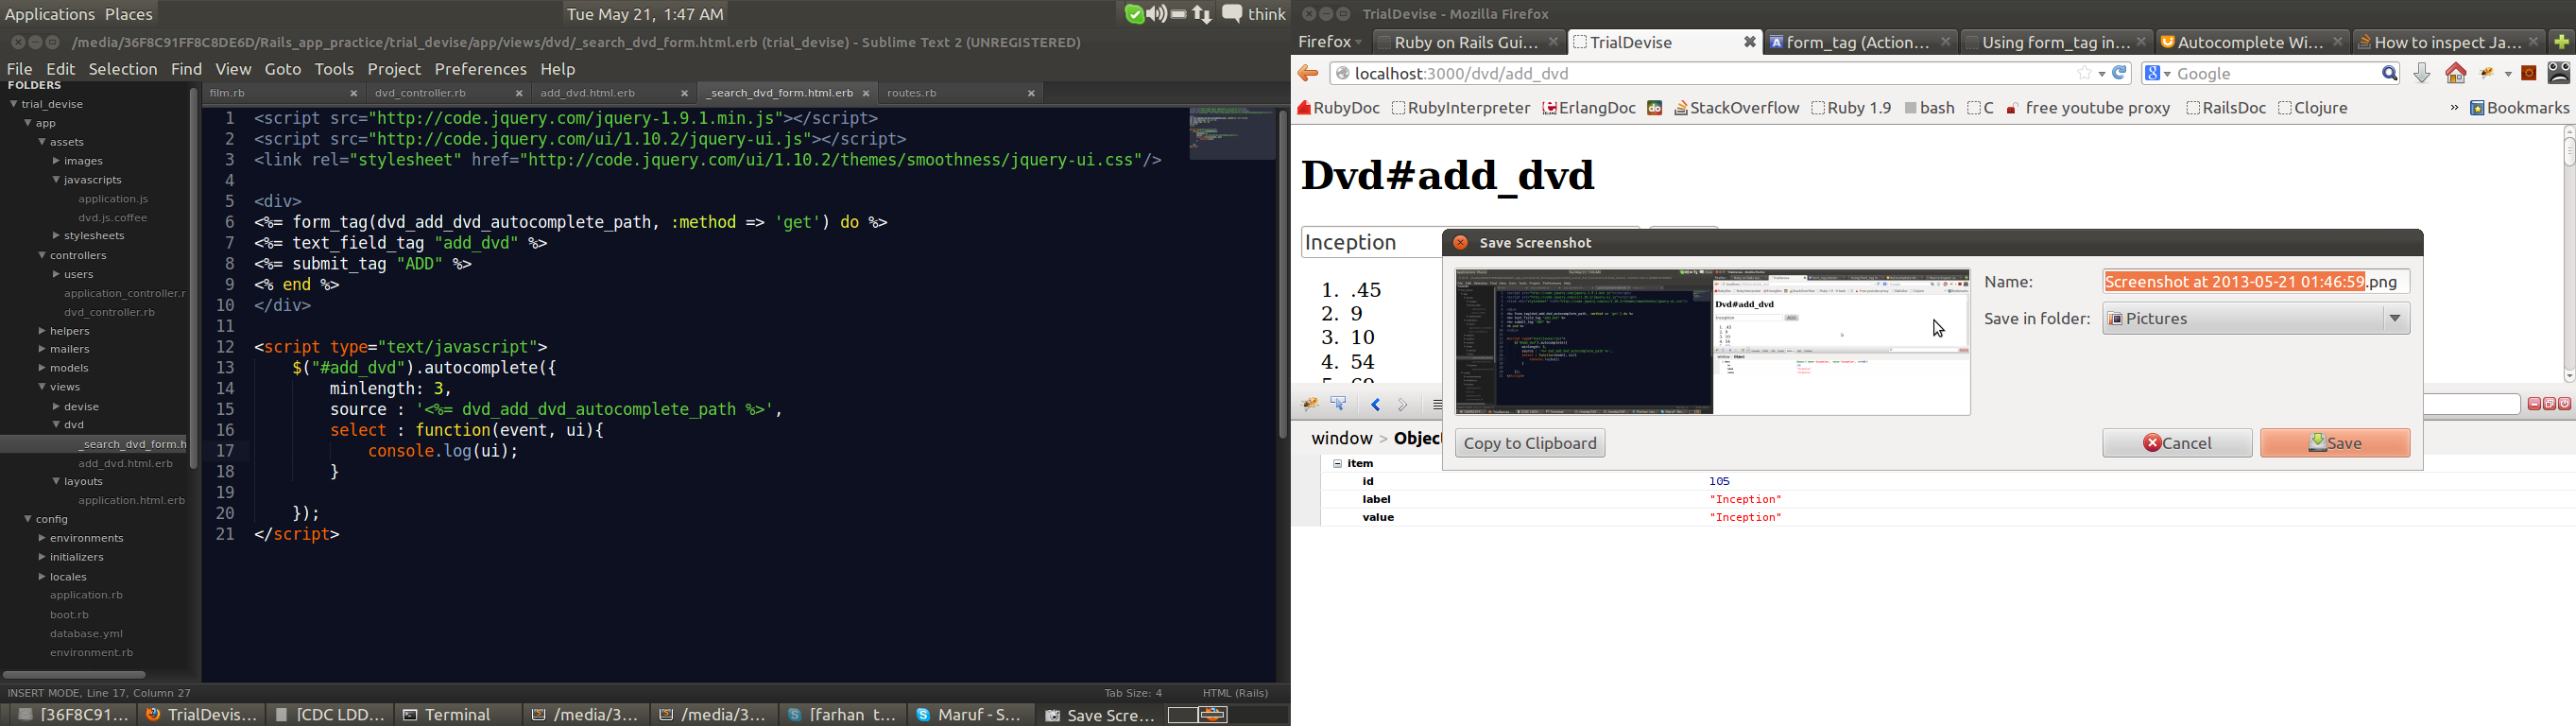 Applications Places
Tue May 21, 1:47 AM
think
/media/36F8C91FF8C8DE6D/Rails_app_practice/trial_devise/app/views/dvd/_search_dvd_form.html.erb (trial_devise) - Sublime Text 2 (UNREGISTERED)
File Edit Selection Find View Goto Tools Project Preferences Help
FOLDERS
trial_devise
app
assets
images
javascripts
application.js
dvd.js.coffee
stylesheets
controllers
users
application_controller.r
dvd_controller.rb
helpers
mailers
models
views
devise
dvd
_search_dvd_form.h
add_dvd.html.erb
layouts
application.html.erb
config
environments
initializers
locales
application.rb
boot.rb
database.yml
environment.rb
film.rb
dvd_controller.rb
add_dvd.html.erb
_search_dvd_form.html.erb
routes.rb
1 <script src="http://code.jquery.com/jquery-1.9.1.min.js"></script>
2 <script src="http://code.jquery.com/ui/1.10.2/jquery-ui.js"></script>
3 <link rel="stylesheet" href="http://code.jquery.com/ui/1.10.2/themes/smoothness/jquery-ui.css"/>
4
5 <div>
6 <%= form_tag(dvd_add_dvd_autocomplete_path, :method => 'get') do %>
7 <%= text_field_tag "add_dvd" %>
8 <%= submit_tag "ADD" %>
9 <% end %>
10 </div>
11
12 <script type="text/javascript">
13 $("#add_dvd").autocomplete({
14 minlength: 3,
15 source : '<%= dvd_add_dvd_autocomplete_path %>',
16 select : function(event, ui){
17 console.log(ui);
18 }
19
20 });
21 </script>
INSERT MODE, Line 17, Column 27
Tab Size: 4
HTML (Rails)
[36F8C91...
TrialDevis...
[CDC LDD...
Terminal
/media/3...
/media/3...
[farhan t...
Maruf - S...
Save Scre...
TrialDevise - Mozilla Firefox
Firefox
Ruby on Rails Gui...
TrialDevise
form_tag (Action...
Using form_tag in...
Autocomplete Wi...
How to inspect Ja...
localhost:3000/dvd/add_dvd
Google
RubyDoc RubyInterpreter ErlangDoc do StackOverflow Ruby 1.9 bash C free youtube proxy RailsDoc Clojure » Bookmarks
Dvd#add_dvd
Inception
1. .45
2. 9
3. 10
4. 54
Save Screenshot
Name:
Screenshot at 2013-05-21 01:46:59.png
Save in folder:
Pictures
Copy to Clipboard
Cancel
Save
window > Object
item
id 105
label "Inception"
value "Inception"